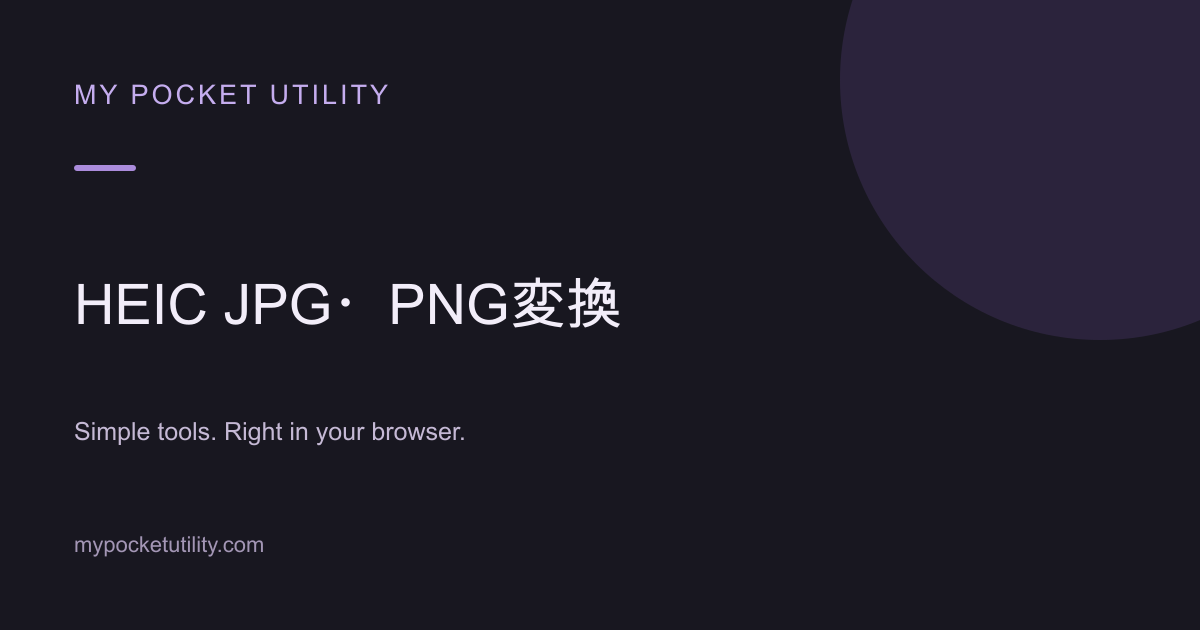 MY POCKET UTILITY
HEIC JPG・PNG変換
Simple tools. Right in your browser.
mypocketutility.com